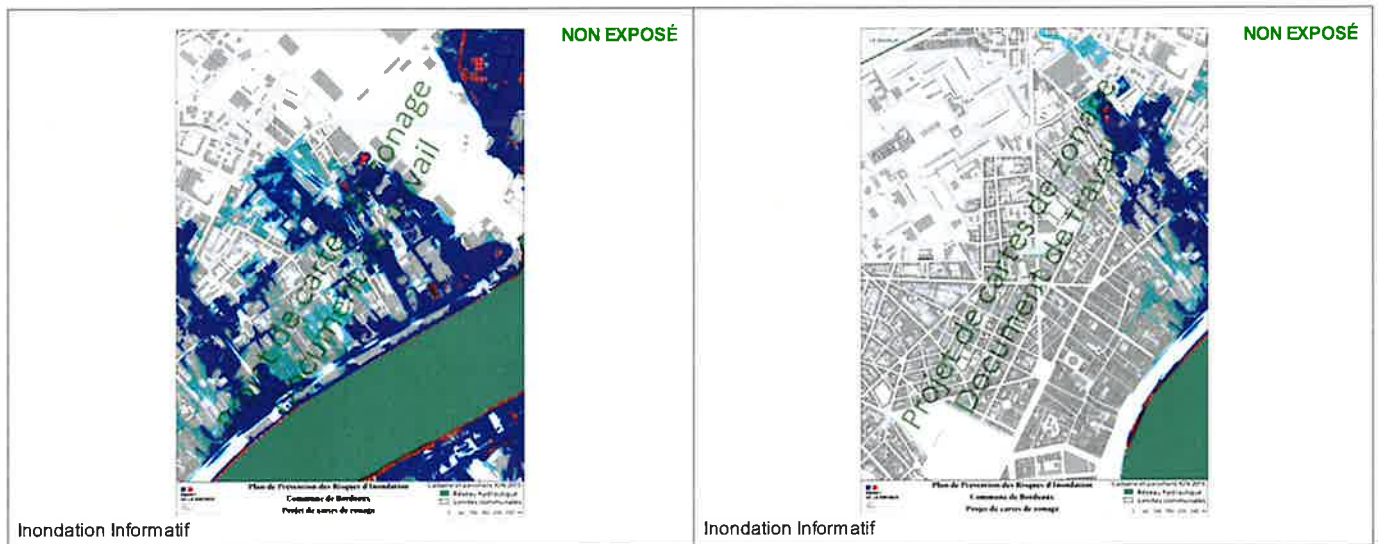 NON EXPOSÉ
Projet de cartes de zonage
Document de travail
Plan de Prévention des Risques d'Inondation
Commune de Bordeaux
Projet de cartes de zonage
Réseau hydraulique
Limites communales
Inondation Informatif
NON EXPOSÉ
Projet de cartes de zonage
Document de travail
Plan de Prévention des Risques d'Inondation
Commune de Bordeaux
Projet de cartes de zonage
Réseau hydraulique
Limites communales
Inondation Informatif